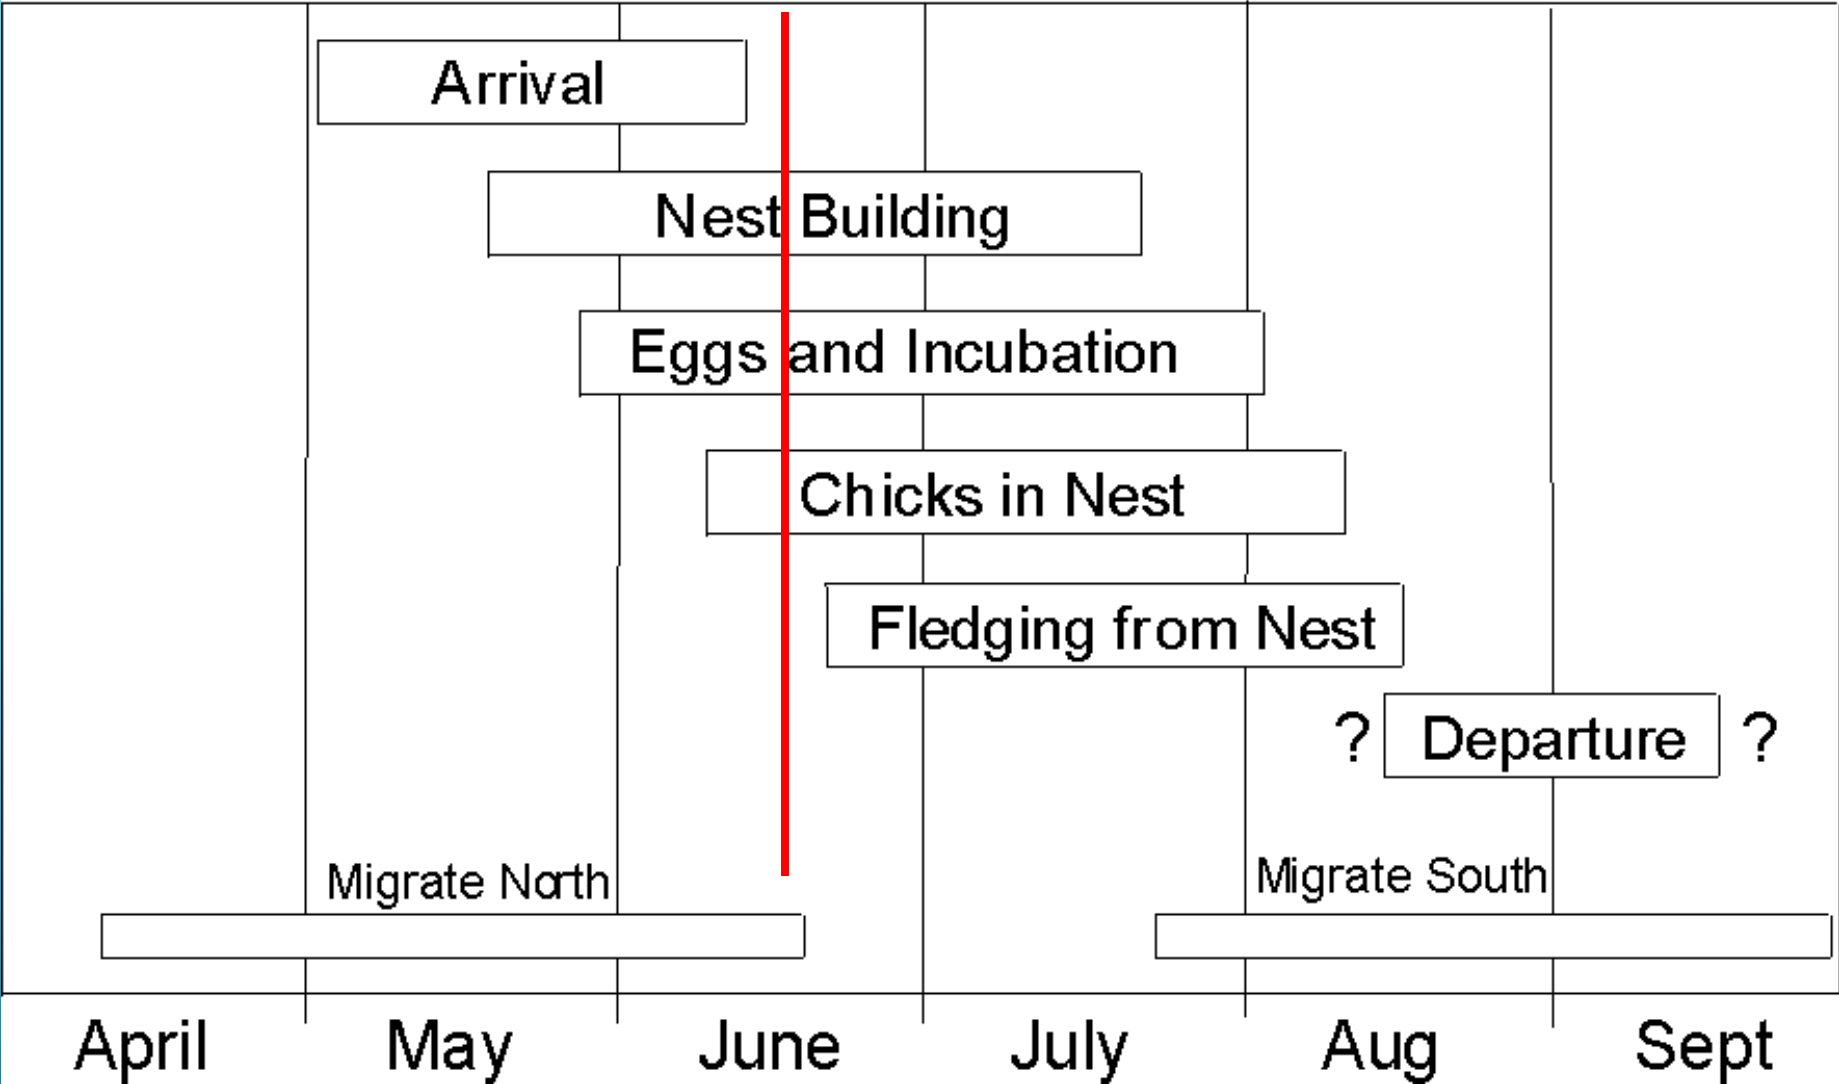 Arrival
Nest Building
Eggs and Incubation
Chicks in Nest
Fledging from Nest
? Departure ?
Migrate North
Migrate South
April May June July Aug Sept